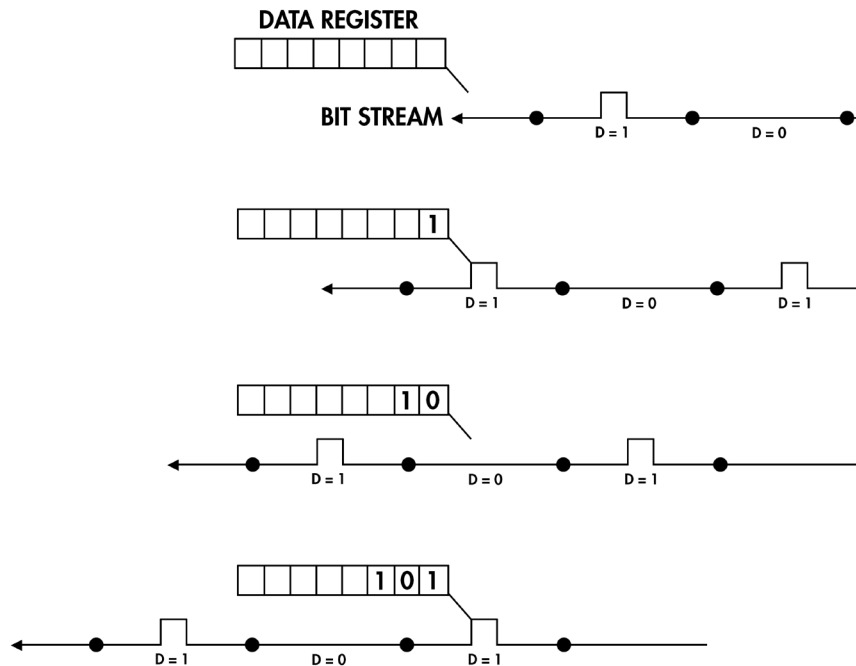 DATA REGISTER
BIT STREAM
D = 1 D = 0
1
D = 1 D = 0 D = 1
1 0
D = 1 D = 0 D = 1
1 0 1
D = 1 D = 0 D = 1